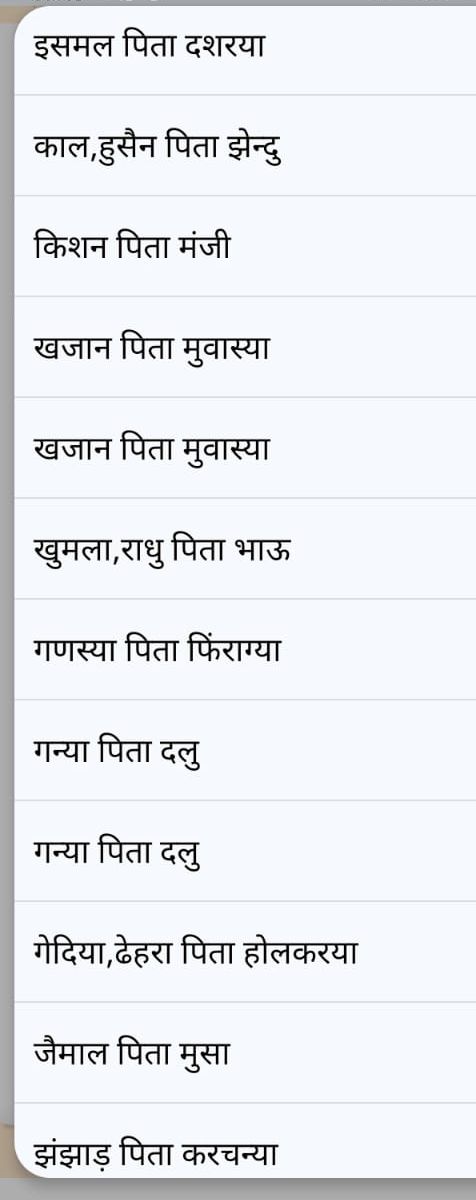 इसमल पिता दशरया
काल,हुसैन पिता झेन्दु
किशन पिता मंजी
खजान पिता मुवास्या
खजान पिता मुवास्या
खुमला,राधु पिता भाऊ
गणस्या पिता फिंराग्या
गन्या पिता दलु
गन्या पिता दलु
गेदिया,ढेहरा पिता होलकरया
जैमाल पिता मुसा
झंझाड़ पिता करचन्या